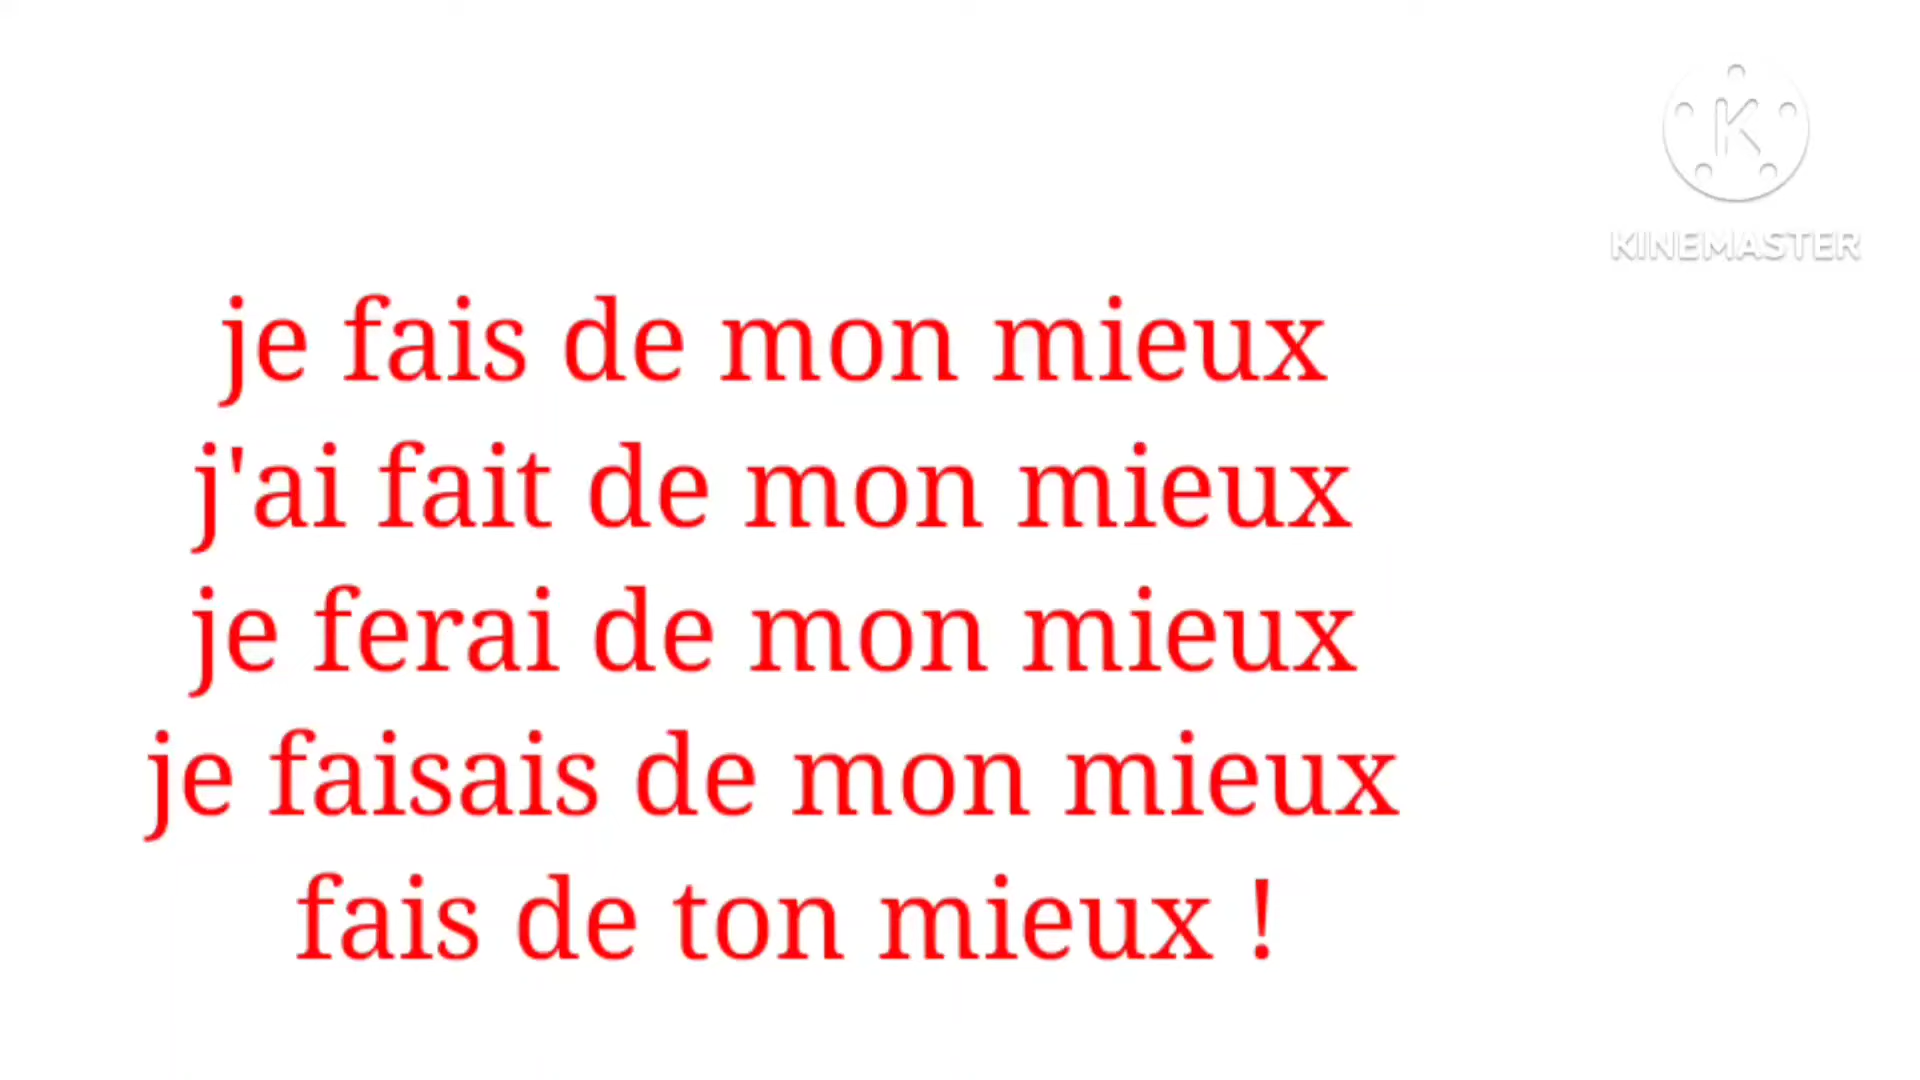 K
KINEMASTER
je fais de mon mieux
j'ai fait de mon mieux
je ferai de mon mieux
je faisais de mon mieux
fais de ton mieux !